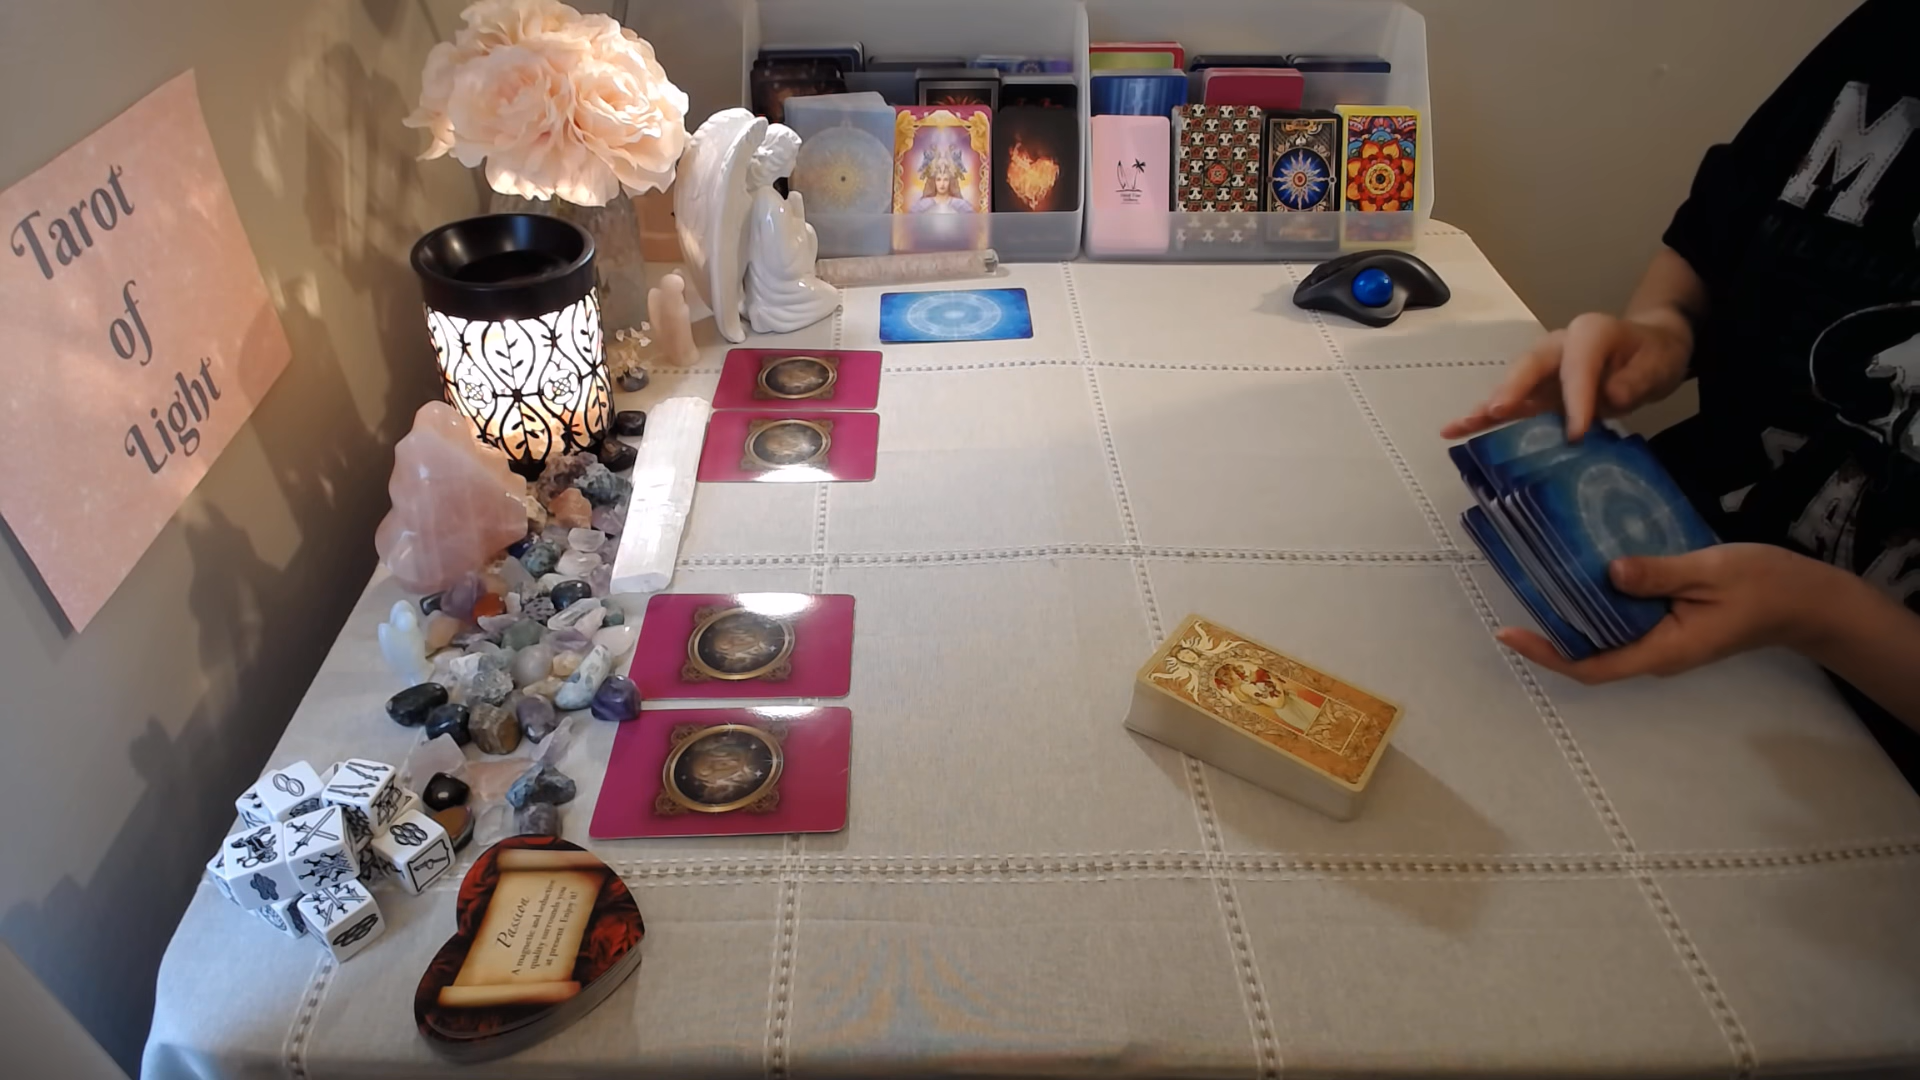 Tarot
of
Light
Passion
A magnetic and seductive
quality surrounds you
at present. Enjoy it!
M